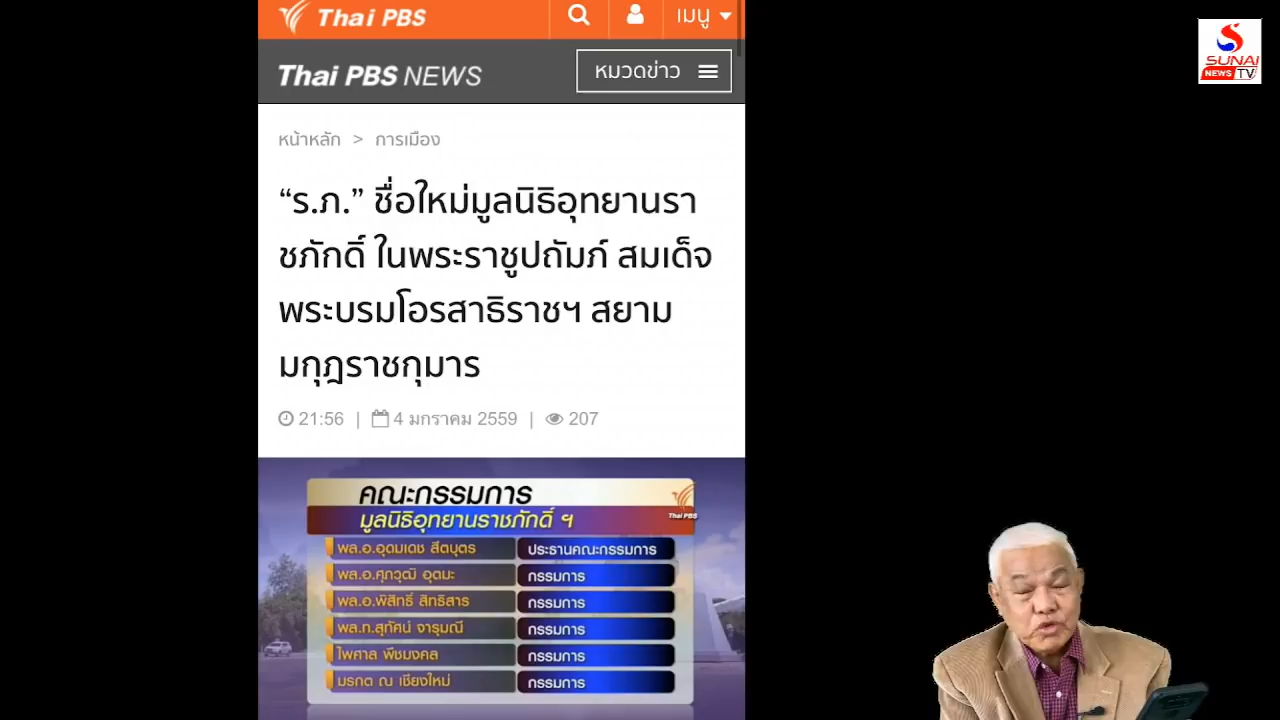 Thai PBS
เมนู
Thai PBS NEWS
หมวดข่าว
SUNAI
NEWS TV
หน้าหลัก > การเมือง
“ร.ภ.” ชื่อใหม่มูลนิธิอุทยานรา
ชภักดิ์ ในพระราชูปถัมภ์ สมเด็จ
พระบรมโอรสาธิราชฯ สยาม
มกุฎราชกุมาร
21:56 | 4 มกราคม 2559 | 207
คณะกรรมการ
มูลนิธิอุทยานราชภักดิ์ ฯ
Thai PBS
พล.อ.อุดมเดช สีตบุตร ประธานคณะกรรมการ
พล.อ.ศุภวุฒิ อุตมะ กรรมการ
พล.อ.พิสิทธิ์ สิทธิสาร กรรมการ
พล.ท.สุทัศน์ จารุมณี กรรมการ
ไพศาล พืชมงคล กรรมการ
มรกต ณ เชียงใหม่ กรรมการ